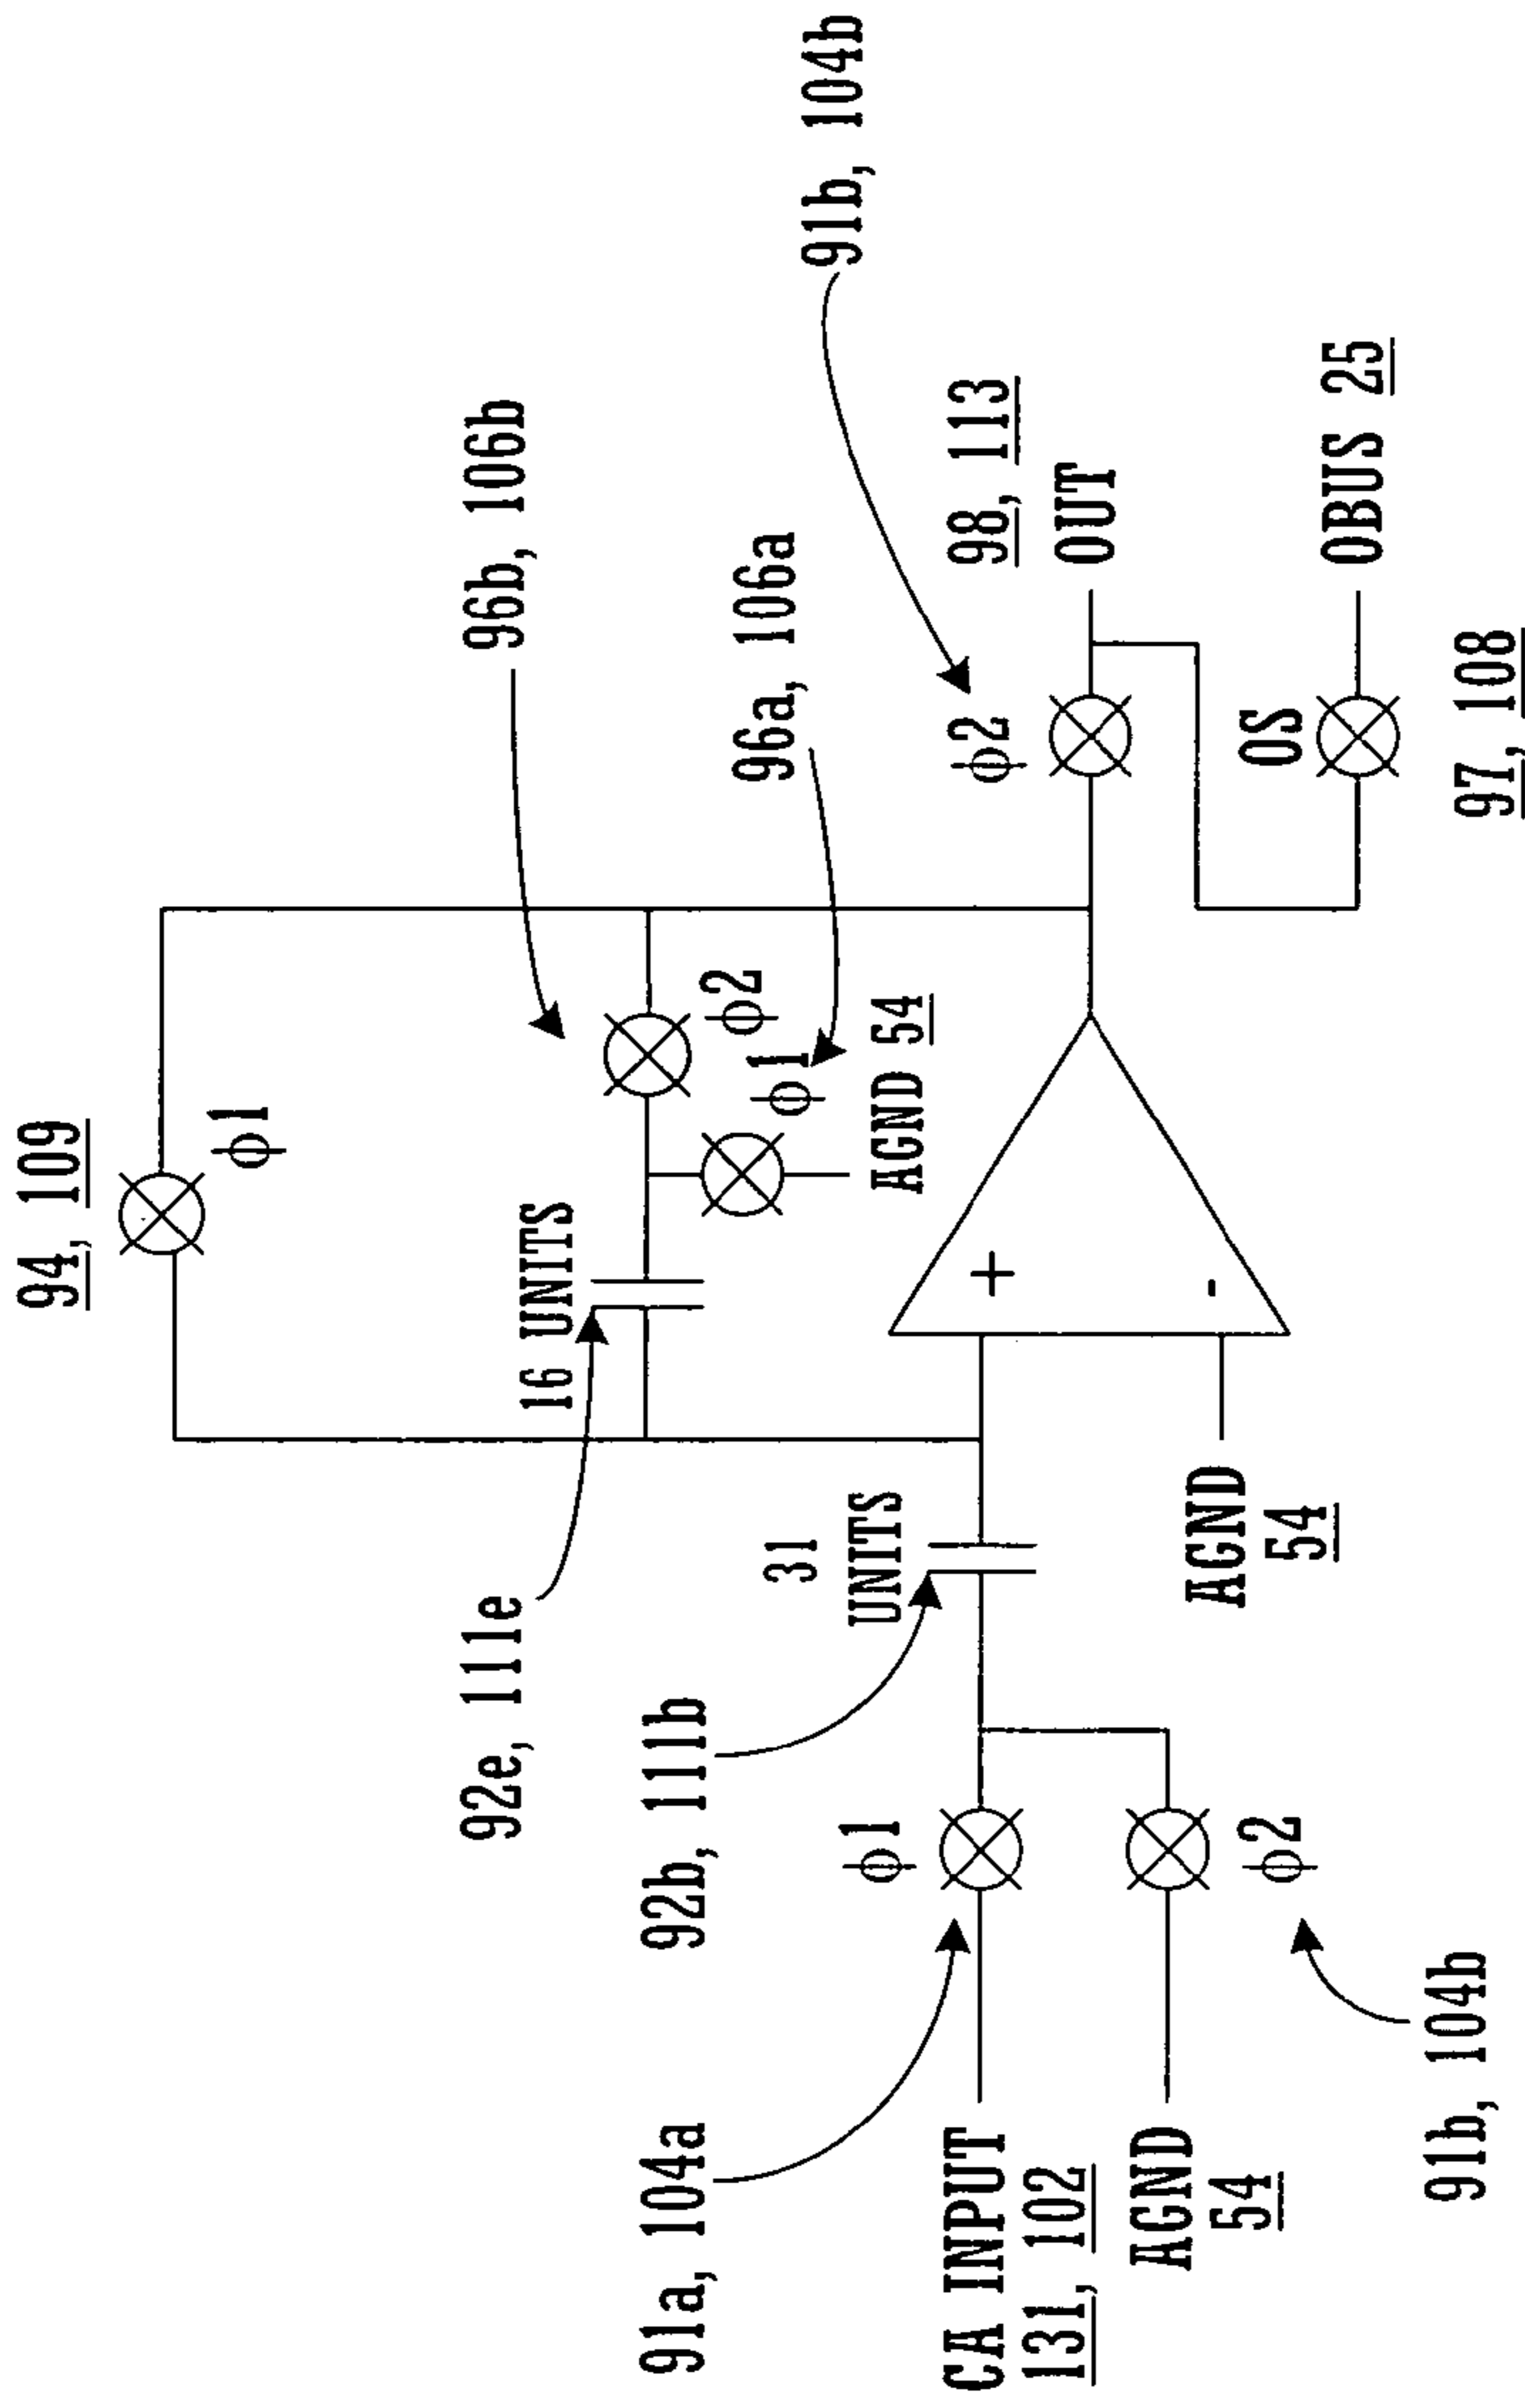 94, 109
ϕ1
96b, 106b
92e, 111e
16 UNITS
ϕ2
96a, 106a
ϕ1
AGND 54
91b, 104b
91a, 104a
92b, 111b
31
UNITS
ϕ1
CA INPUT
131, 102
+
-
ϕ2
98, 113
OUT
AGND
54
AGND
54
ϕ2
91b, 104b
OS
OBUS 25
97, 108